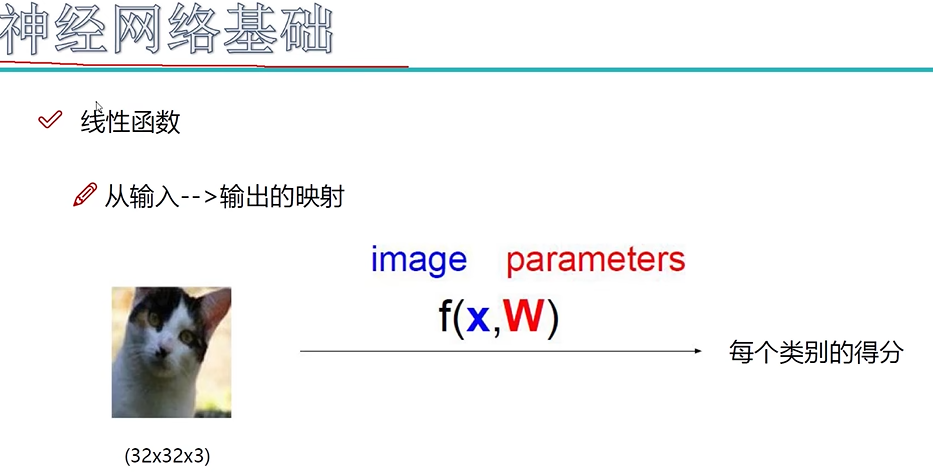 神经网络基础
线性函数
从输入-->输出的映射
image parameters
f(x,W)
每个类别的得分
(32x32x3)